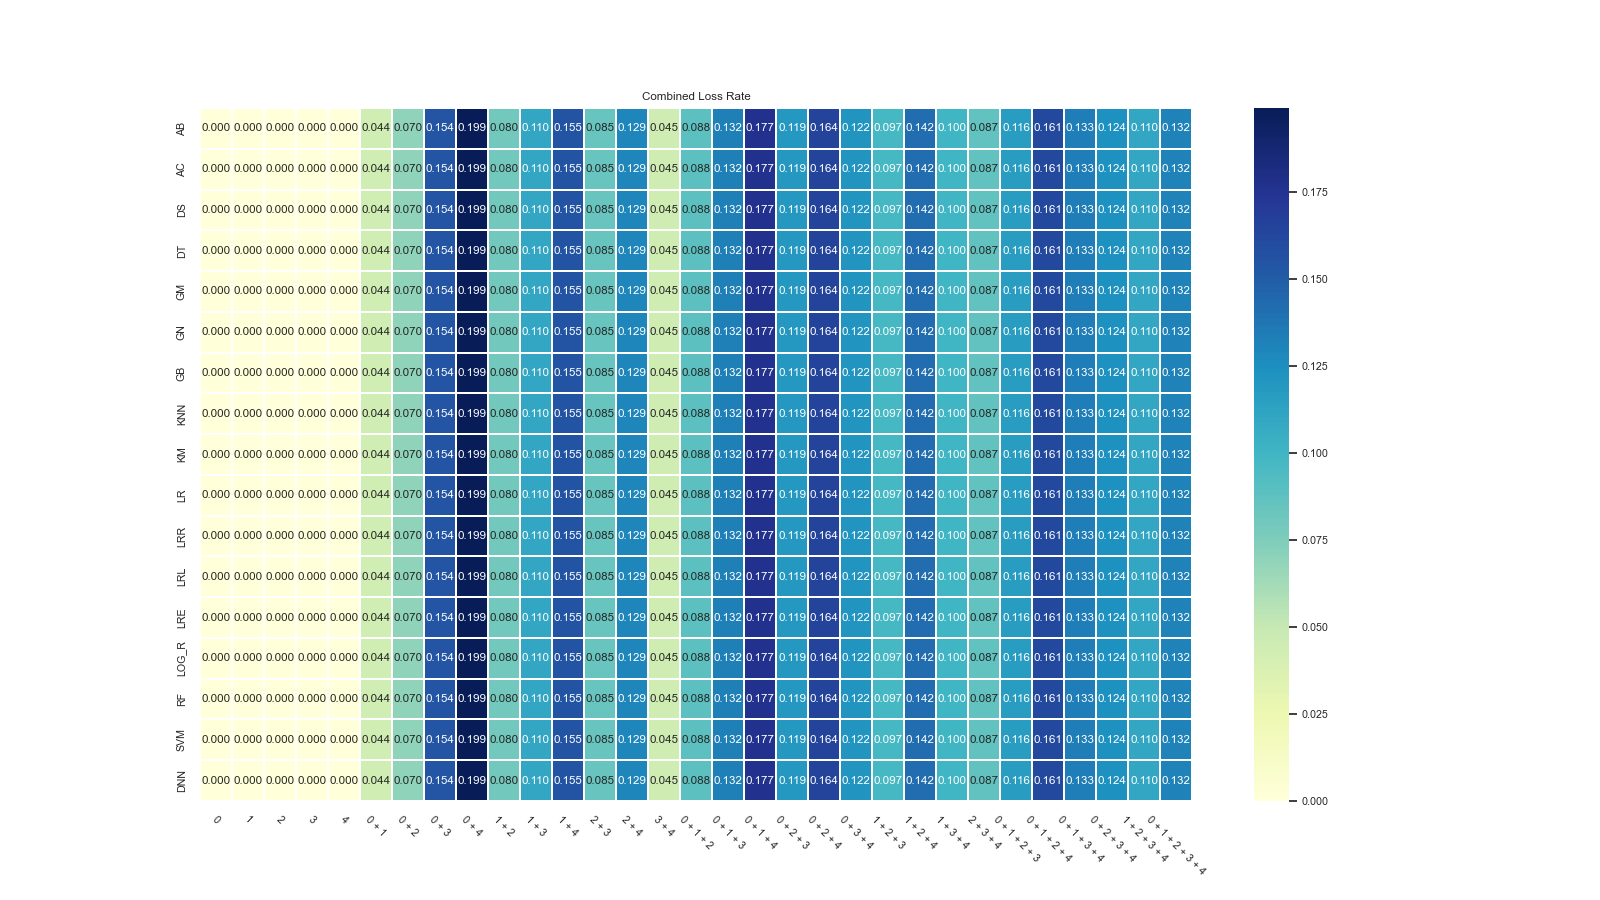 Combined Loss Rate
AB 0.000 0.000 0.000 0.000 0.000 0.044 0.070 0.154 0.199 0.080 0.110 0.155 0.085 0.129 0.045 0.088 0.132 0.177 0.119 0.164 0.122 0.097 0.142 0.100 0.087 0.116 0.161 0.133 0.124 0.110 0.132
AC 0.000 0.000 0.000 0.000 0.000 0.044 0.070 0.154 0.199 0.080 0.110 0.155 0.085 0.129 0.045 0.088 0.132 0.177 0.119 0.164 0.122 0.097 0.142 0.100 0.087 0.116 0.161 0.133 0.124 0.110 0.132
DS 0.000 0.000 0.000 0.000 0.000 0.044 0.070 0.154 0.199 0.080 0.110 0.155 0.085 0.129 0.045 0.088 0.132 0.177 0.119 0.164 0.122 0.097 0.142 0.100 0.087 0.116 0.161 0.133 0.124 0.110 0.132
DT 0.000 0.000 0.000 0.000 0.000 0.044 0.070 0.154 0.199 0.080 0.110 0.155 0.085 0.129 0.045 0.088 0.132 0.177 0.119 0.164 0.122 0.097 0.142 0.100 0.087 0.116 0.161 0.133 0.124 0.110 0.132
GM 0.000 0.000 0.000 0.000 0.000 0.044 0.070 0.154 0.199 0.080 0.110 0.155 0.085 0.129 0.045 0.088 0.132 0.177 0.119 0.164 0.122 0.097 0.142 0.100 0.087 0.116 0.161 0.133 0.124 0.110 0.132
GN 0.000 0.000 0.000 0.000 0.000 0.044 0.070 0.154 0.199 0.080 0.110 0.155 0.085 0.129 0.045 0.088 0.132 0.177 0.119 0.164 0.122 0.097 0.142 0.100 0.087 0.116 0.161 0.133 0.124 0.110 0.132
GB 0.000 0.000 0.000 0.000 0.000 0.044 0.070 0.154 0.199 0.080 0.110 0.155 0.085 0.129 0.045 0.088 0.132 0.177 0.119 0.164 0.122 0.097 0.142 0.100 0.087 0.116 0.161 0.133 0.124 0.110 0.132
KNN 0.000 0.000 0.000 0.000 0.000 0.044 0.070 0.154 0.199 0.080 0.110 0.155 0.085 0.129 0.045 0.088 0.132 0.177 0.119 0.164 0.122 0.097 0.142 0.100 0.087 0.116 0.161 0.133 0.124 0.110 0.132
KM 0.000 0.000 0.000 0.000 0.000 0.044 0.070 0.154 0.199 0.080 0.110 0.155 0.085 0.129 0.045 0.088 0.132 0.177 0.119 0.164 0.122 0.097 0.142 0.100 0.087 0.116 0.161 0.133 0.124 0.110 0.132
LR 0.000 0.000 0.000 0.000 0.000 0.044 0.070 0.154 0.199 0.080 0.110 0.155 0.085 0.129 0.045 0.088 0.132 0.177 0.119 0.164 0.122 0.097 0.142 0.100 0.087 0.116 0.161 0.133 0.124 0.110 0.132
LRR 0.000 0.000 0.000 0.000 0.000 0.044 0.070 0.154 0.199 0.080 0.110 0.155 0.085 0.129 0.045 0.088 0.132 0.177 0.119 0.164 0.122 0.097 0.142 0.100 0.087 0.116 0.161 0.133 0.124 0.110 0.132
LRL 0.000 0.000 0.000 0.000 0.000 0.044 0.070 0.154 0.199 0.080 0.110 0.155 0.085 0.129 0.045 0.088 0.132 0.177 0.119 0.164 0.122 0.097 0.142 0.100 0.087 0.116 0.161 0.133 0.124 0.110 0.132
LRE 0.000 0.000 0.000 0.000 0.000 0.044 0.070 0.154 0.199 0.080 0.110 0.155 0.085 0.129 0.045 0.088 0.132 0.177 0.119 0.164 0.122 0.097 0.142 0.100 0.087 0.116 0.161 0.133 0.124 0.110 0.132
LOG_R 0.000 0.000 0.000 0.000 0.000 0.044 0.070 0.154 0.199 0.080 0.110 0.155 0.085 0.129 0.045 0.088 0.132 0.177 0.119 0.164 0.122 0.097 0.142 0.100 0.087 0.116 0.161 0.133 0.124 0.110 0.132
RF 0.000 0.000 0.000 0.000 0.000 0.044 0.070 0.154 0.199 0.080 0.110 0.155 0.085 0.129 0.045 0.088 0.132 0.177 0.119 0.164 0.122 0.097 0.142 0.100 0.087 0.116 0.161 0.133 0.124 0.110 0.132
SVM 0.000 0.000 0.000 0.000 0.000 0.044 0.070 0.154 0.199 0.080 0.110 0.155 0.085 0.129 0.045 0.088 0.132 0.177 0.119 0.164 0.122 0.097 0.142 0.100 0.087 0.116 0.161 0.133 0.124 0.110 0.132
DNN 0.000 0.000 0.000 0.000 0.000 0.044 0.070 0.154 0.199 0.080 0.110 0.155 0.085 0.129 0.045 0.088 0.132 0.177 0.119 0.164 0.122 0.097 0.142 0.100 0.087 0.116 0.161 0.133 0.124 0.110 0.132
0
1
2
3
4
0 + 1
0 + 2
0 + 3
0 + 4
1 + 2
1 + 3
1 + 4
2 + 3
2 + 4
3 + 4
0 + 1 + 2
0 + 1 + 3
0 + 1 + 4
0 + 2 + 3
0 + 2 + 4
0 + 3 + 4
1 + 2 + 3
1 + 2 + 4
1 + 3 + 4
2 + 3 + 4
0 + 1 + 2 + 3
0 + 1 + 2 + 4
0 + 1 + 3 + 4
0 + 2 + 3 + 4
1 + 2 + 3 + 4
0 + 1 + 2 + 3 + 4
0.175
0.150
0.125
0.100
0.075
0.050
0.025
0.000